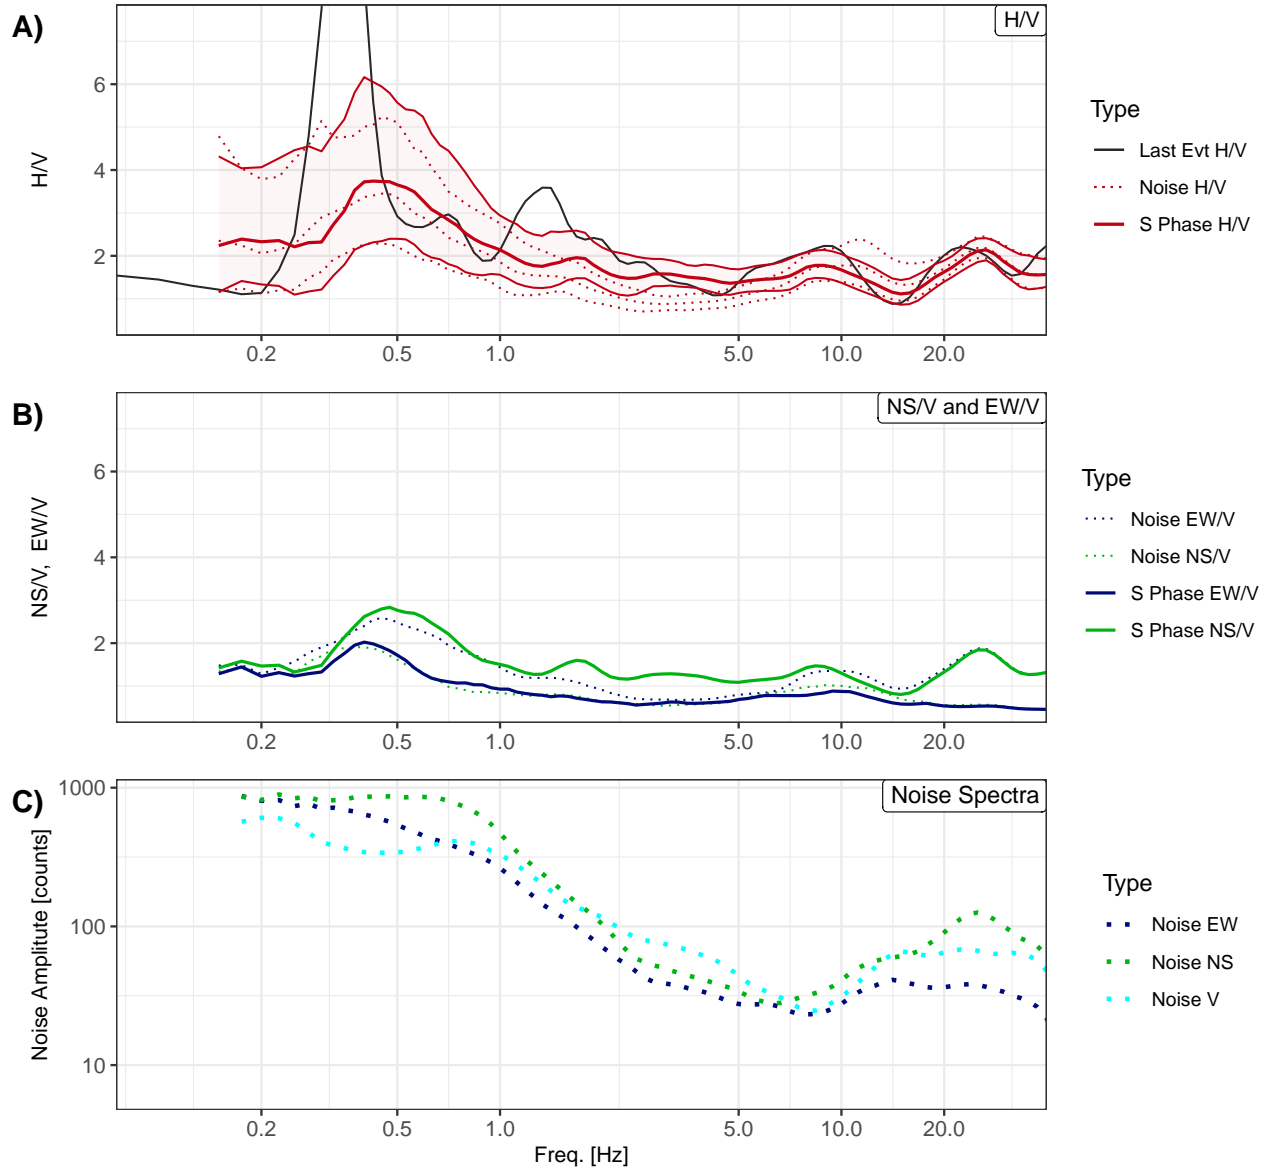 A)
H/V
H/V
6
4
2
0.2 0.5 1.0 5.0 10.0 20.0
Type
Last Evt H/V
Noise H/V
S Phase H/V
B)
NS/V and EW/V
NS/V,  EW/V
6
4
2
0.2 0.5 1.0 5.0 10.0 20.0
Type
Noise EW/V
Noise NS/V
S Phase EW/V
S Phase NS/V
C)
Noise Spectra
Noise Amplitute [counts]
1000
100
10
0.2 0.5 1.0 5.0 10.0 20.0
Freq. [Hz]
Type
Noise EW
Noise NS
Noise V